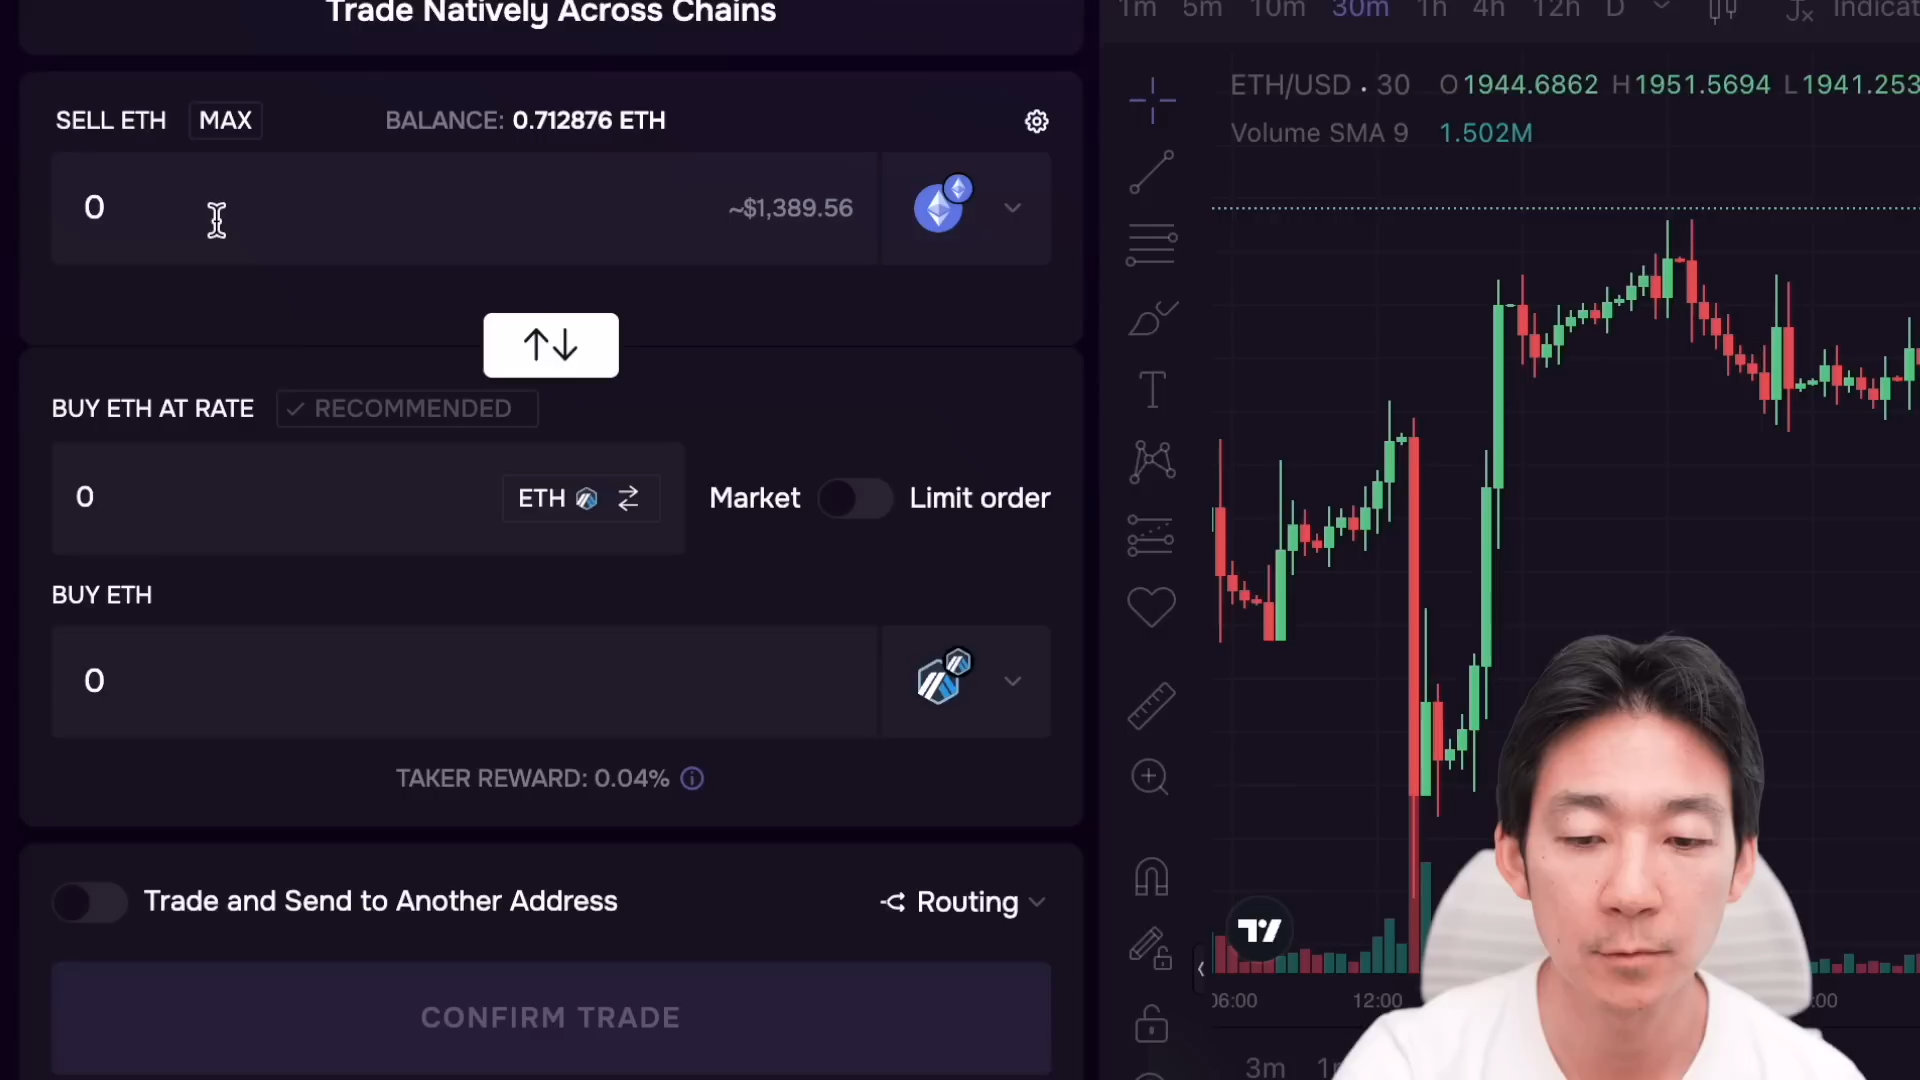 Trade Natively Across Chains
SELL ETH MAX BALANCE: 0.712876 ETH
0 ~$1,389.56
BUY ETH AT RATE RECOMMENDED
0 ETH Market Limit order
BUY ETH
0
TAKER REWARD: 0.04%
Trade and Send to Another Address Routing
CONFIRM TRADE
1m 5m 10m 30m 1h 4h 12h D Indicat
ETH/USD · 30 O1944.6862 H1951.5694 L1941.253
Volume SMA 9 1.502M
T
06:00 12:00 :00
3m